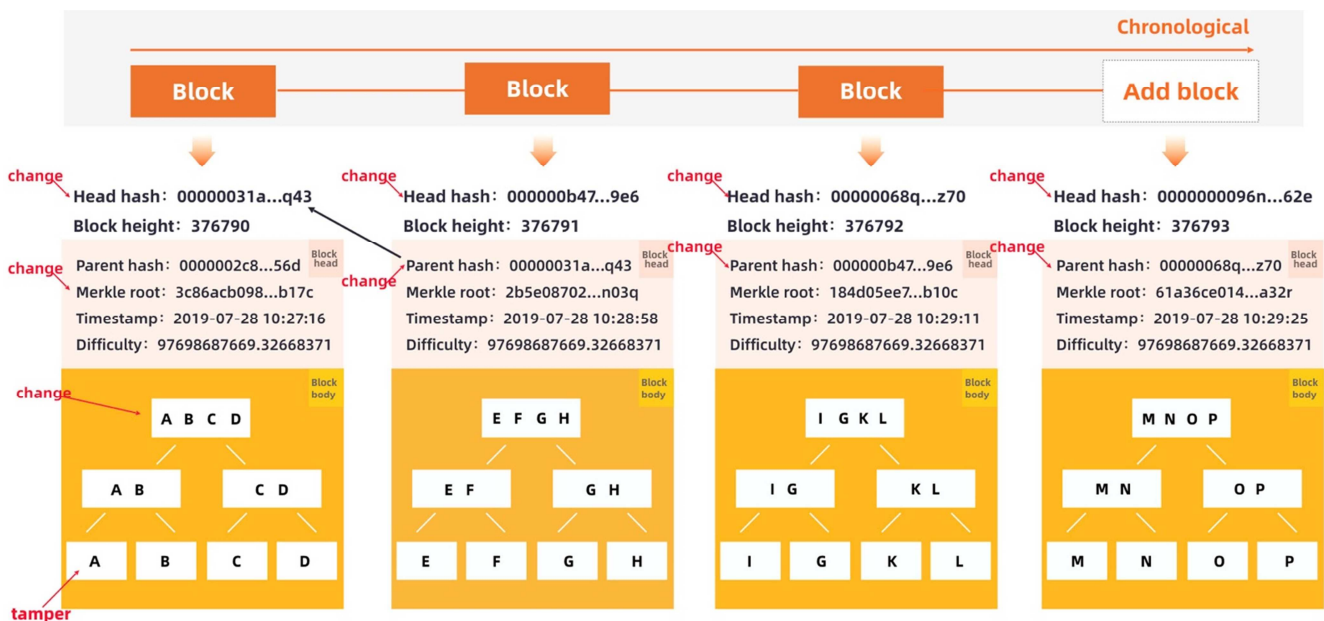 Chronological
Block
Block
Block
Add block
change
Head hash: 00000031a...q43
Block height: 376790
Block head
change
Parent hash: 0000002c8...56d
Merkle root: 3c86acb098...b17c
Timestamp: 2019-07-28 10:27:16
Difficulty: 97698687669.32668371
Block body
change
A B C D
A B
C D
A
B
C
D
tamper
change
Head hash: 000000b47...9e6
Block height: 376791
Block head
change
Parent hash: 00000031a...q43
Merkle root: 2b5e08702...n03q
Timestamp: 2019-07-28 10:28:58
Difficulty: 97698687669.32668371
Block body
E F G H
E F
G H
E
F
G
H
change
Head hash: 00000068q...z70
Block height: 376792
Block head
change
Parent hash: 000000b47...9e6
Merkle root: 184d05ee7...b10c
Timestamp: 2019-07-28 10:29:11
Difficulty: 97698687669.32668371
Block body
I G K L
I G
K L
I
G
K
L
change
Head hash: 0000000096n...62e
Block height: 376793
Block head
change
Parent hash: 00000068q...z70
Merkle root: 61a36ce014...a32r
Timestamp: 2019-07-28 10:29:25
Difficulty: 97698687669.32668371
Block body
M N O P
M N
O P
M
N
O
P